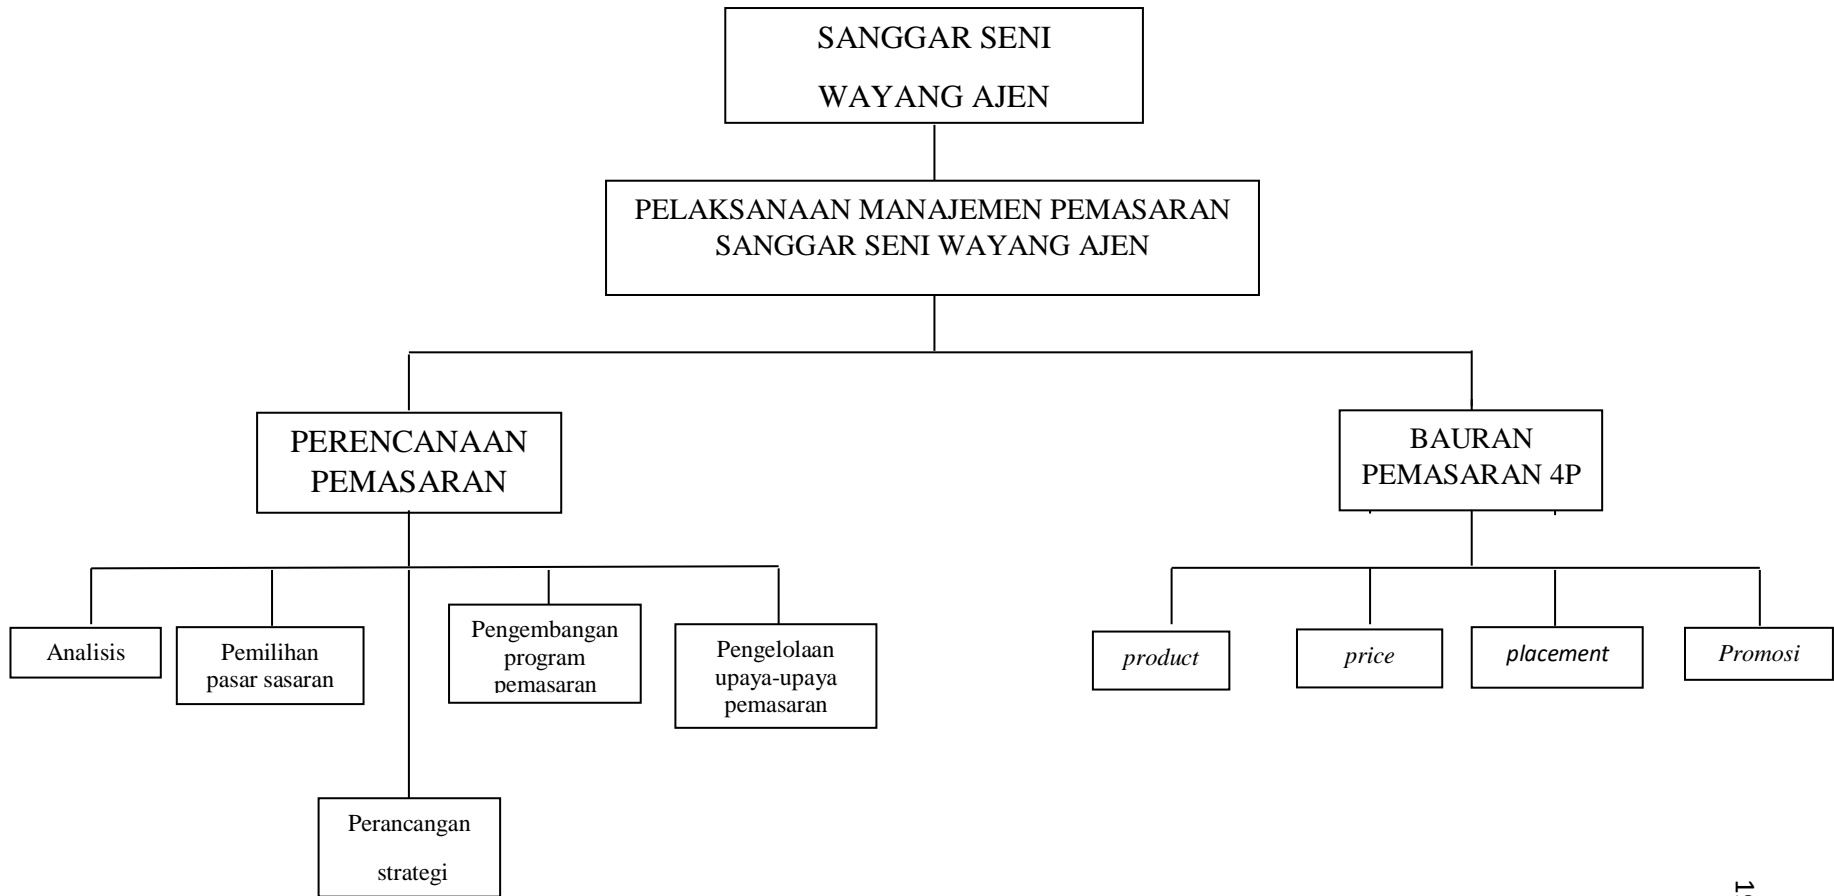 SANGGAR SENI
WAYANG AJEN
PELAKSANAAN MANAJEMEN PEMASARAN
SANGGAR SENI WAYANG AJEN
PERENCANAAN
PEMASARAN
BAURAN
PEMASARAN 4P
Analisis
Pemilihan
pasar sasaran
Pengembangan
program
pemasaran
Pengelolaan
upaya-upaya
pemasaran
product
price
placement
Promosi
Perancangan
strategi